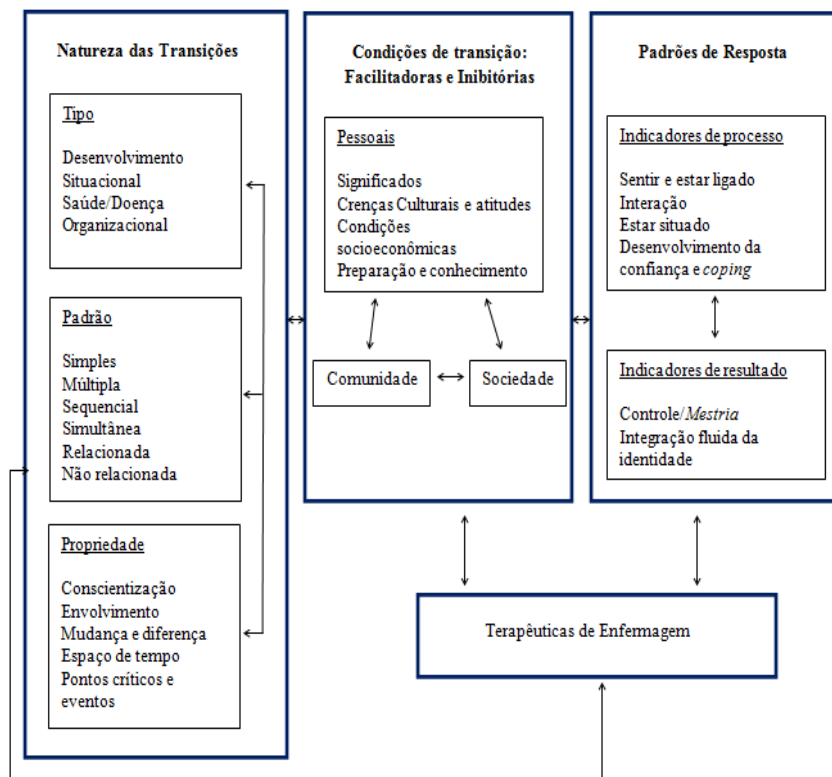 Natureza das Transições
Tipo
Desenvolvimento
Situacional
Saúde/Doença
Organizacional
Padrão
Simples
Múltipla
Sequencial
Simultânea
Relacionada
Não relacionada
Propriedade
Conscientização
Envolvimento
Mudança e diferença
Espaço de tempo
Pontos críticos e
eventos
Condições de transição:
Facilitadoras e Inibitórias
Pessoais
Significados
Crenças Culturais e atitudes
Condições
socioeconômicas
Preparação e conhecimento
Comunidade
Sociedade
Padrões de Resposta
Indicadores de processo
Sentir e estar ligado
Interação
Estar situado
Desenvolvimento da
confiança e coping
Indicadores de resultado
Controle/Mestria
Integração fluida da
identidade
Terapêuticas de Enfermagem